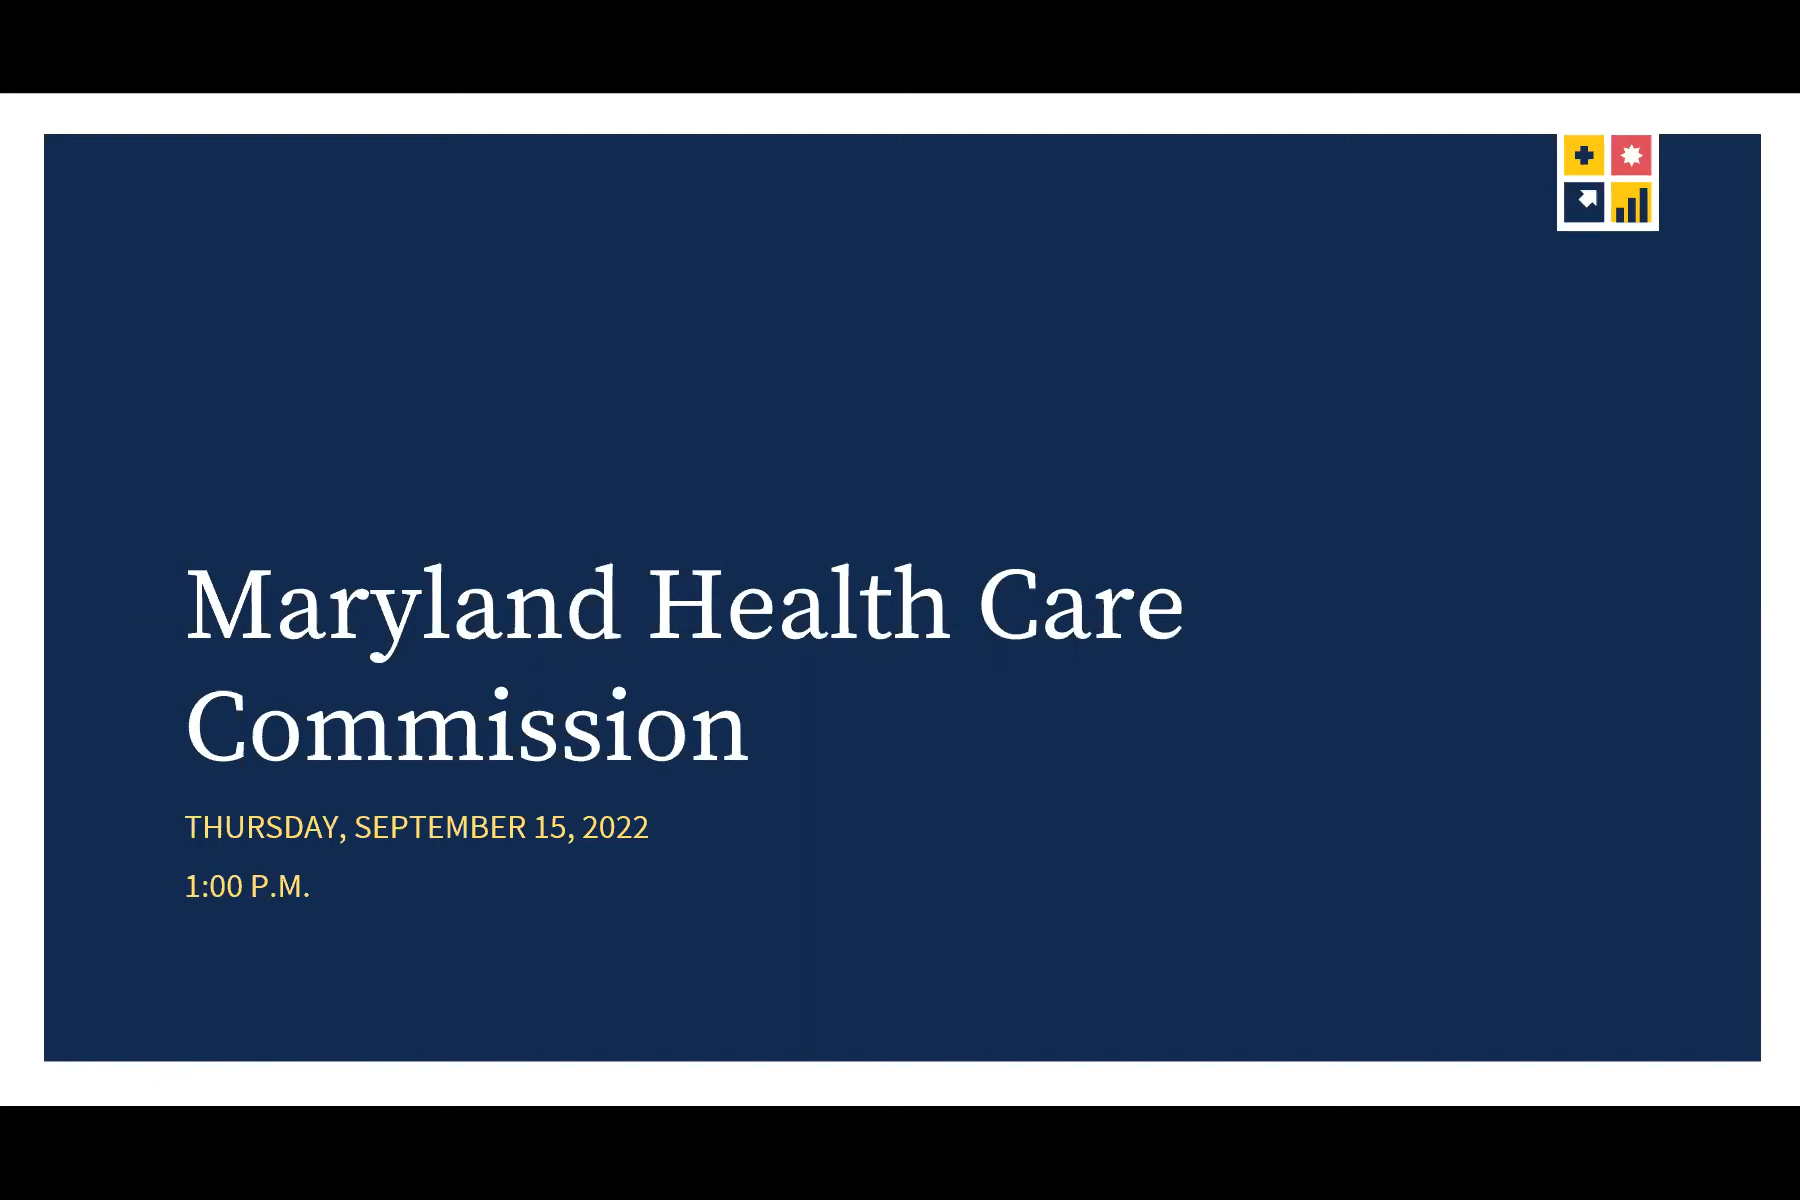 Maryland Health Care
Commission
THURSDAY, SEPTEMBER 15, 2022
1:00 P.M.